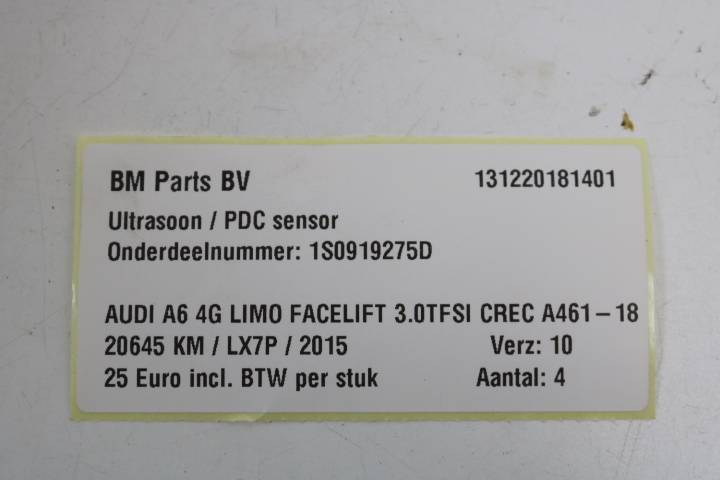 BM Parts BV 131220181401
Ultrasoon / PDC sensor
Onderdeelnummer: 1S0919275D
AUDI A6 4G LIMO FACELIFT 3.0TFSI CREC A461-18
20645 KM / LX7P / 2015 Verz: 10
25 Euro incl. BTW per stuk Aantal: 4